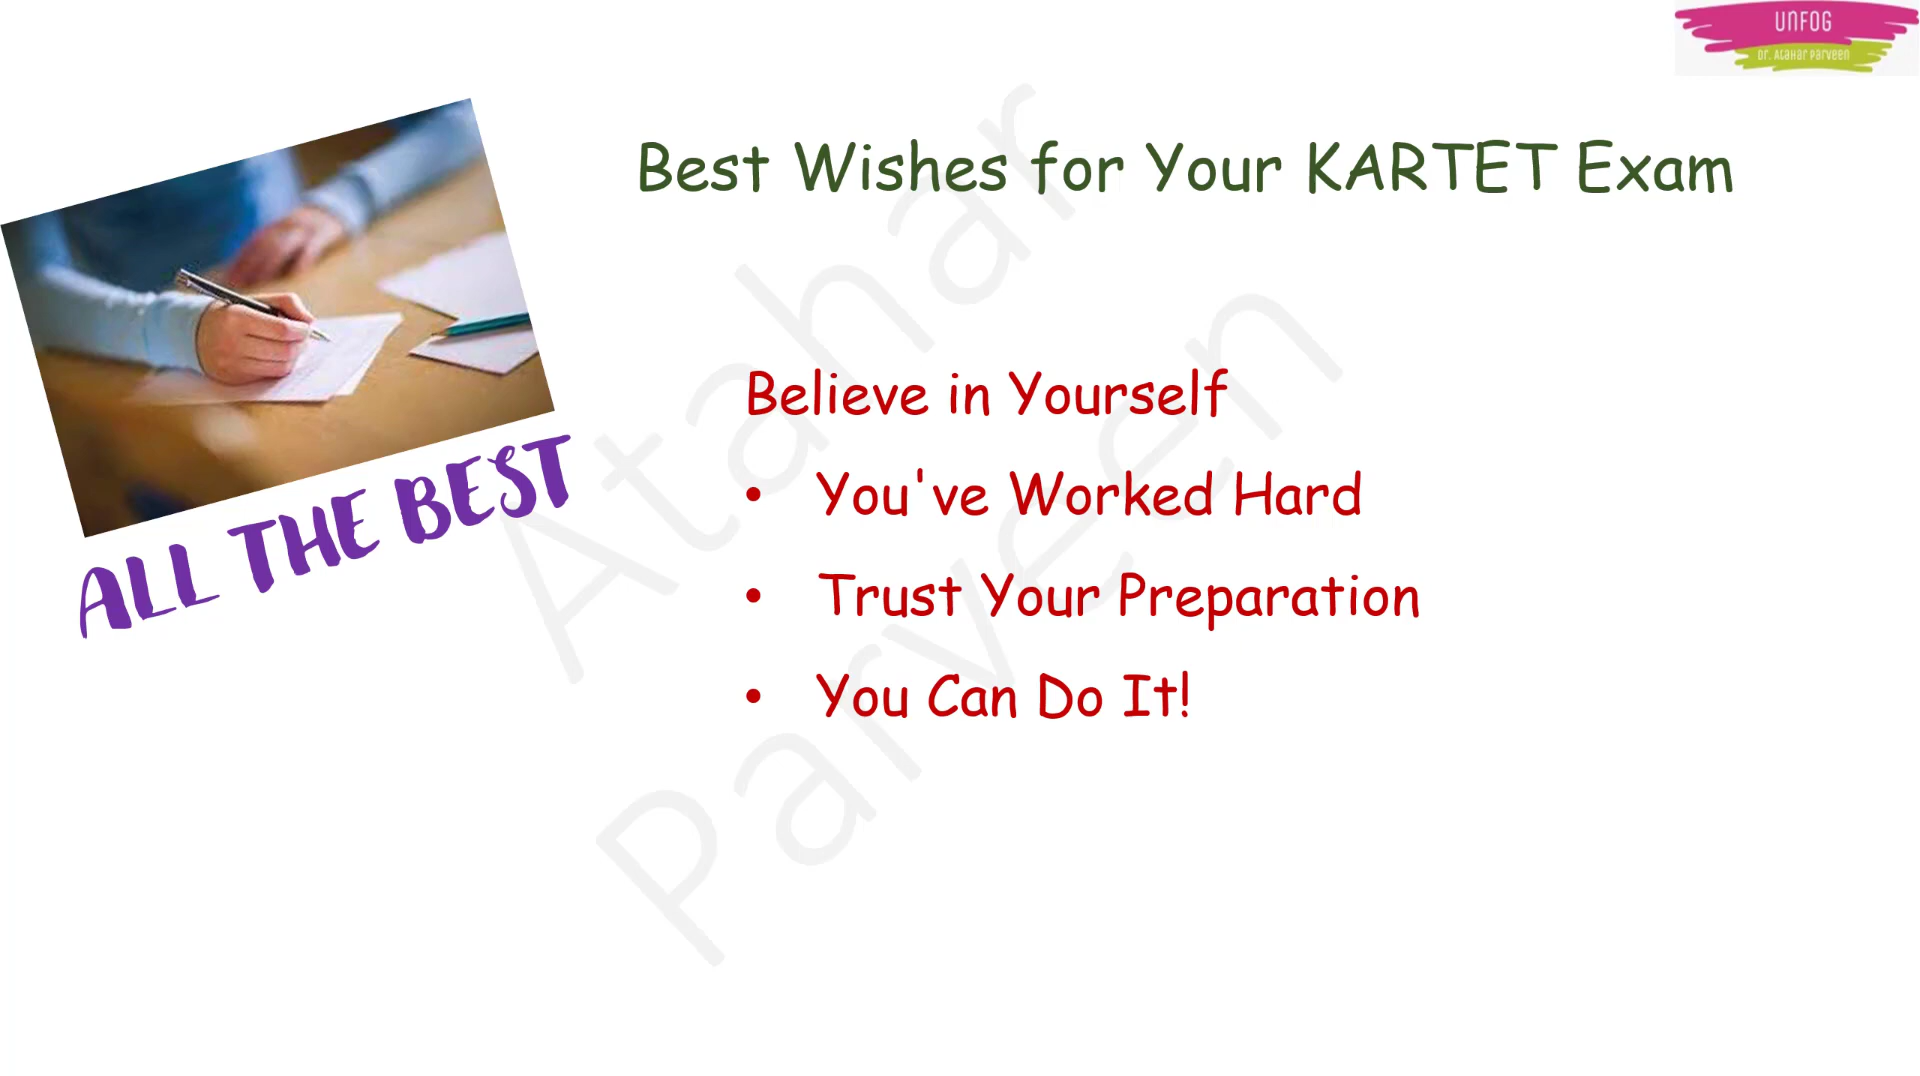 UNFOG
Dr. Atahar Parveen
Best Wishes for Your KARTET Exam
ALL THE BEST
Believe in Yourself
• You've Worked Hard
• Trust Your Preparation
• You Can Do It!
Atahar
Parveen